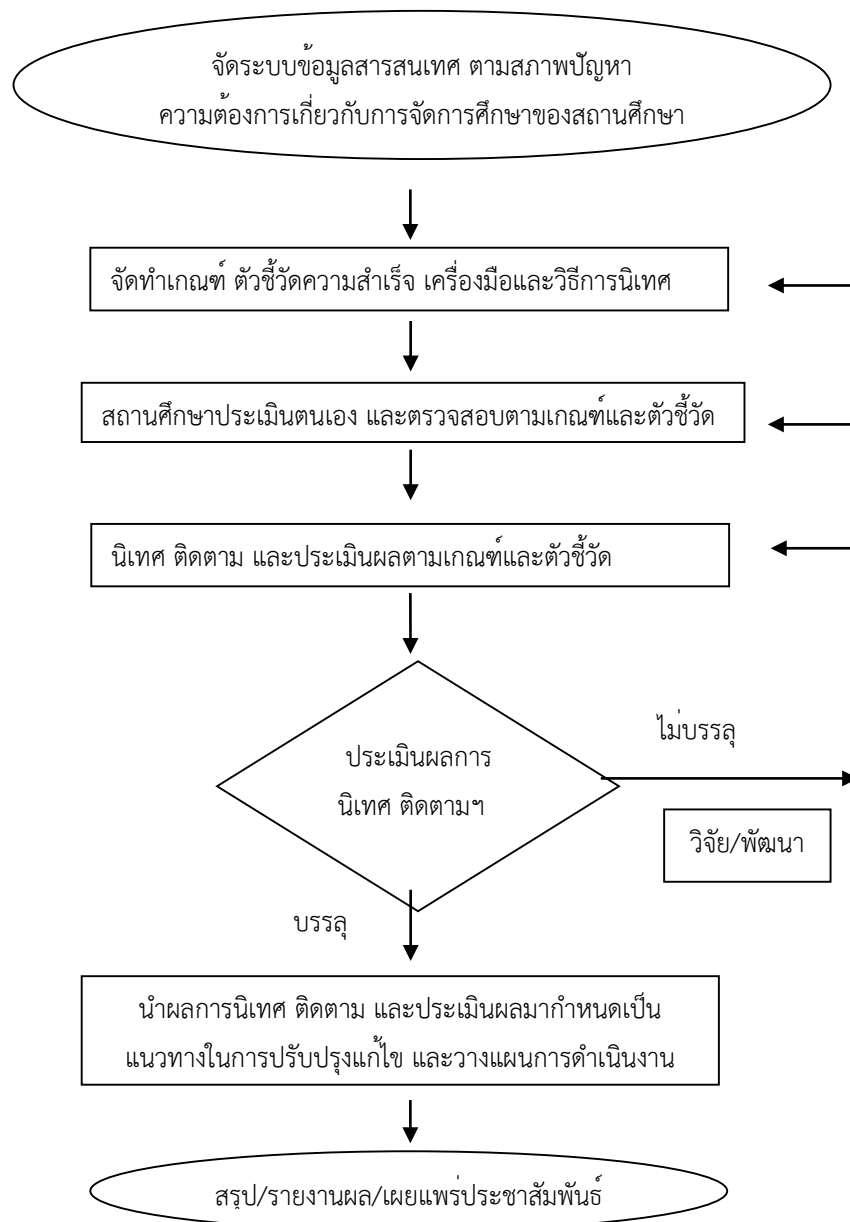 จัดระบบข้อมูลสารสนเทศ ตามสภาพปัญหา
ความต้องการเกี่ยวกับการจัดการศึกษาของสถานศึกษา
จัดทำเกณฑ์ ตัวชี้วัดความสำเร็จ เครื่องมือและวิธีการนิเทศ
สถานศึกษาประเมินตนเอง และตรวจสอบตามเกณฑ์และตัวชี้วัด
นิเทศ ติดตาม และประเมินผลตามเกณฑ์และตัวชี้วัด
ไม่บรรลุ
ประเมินผลการ
นิเทศ ติดตามฯ
วิจัย/พัฒนา
บรรลุ
นำผลการนิเทศ ติดตาม และประเมินผลมากำหนดเป็น
แนวทางในการปรับปรุงแก้ไข และวางแผนการดำเนินงาน
สรุป/รายงานผล/เผยแพร่ประชาสัมพันธ์